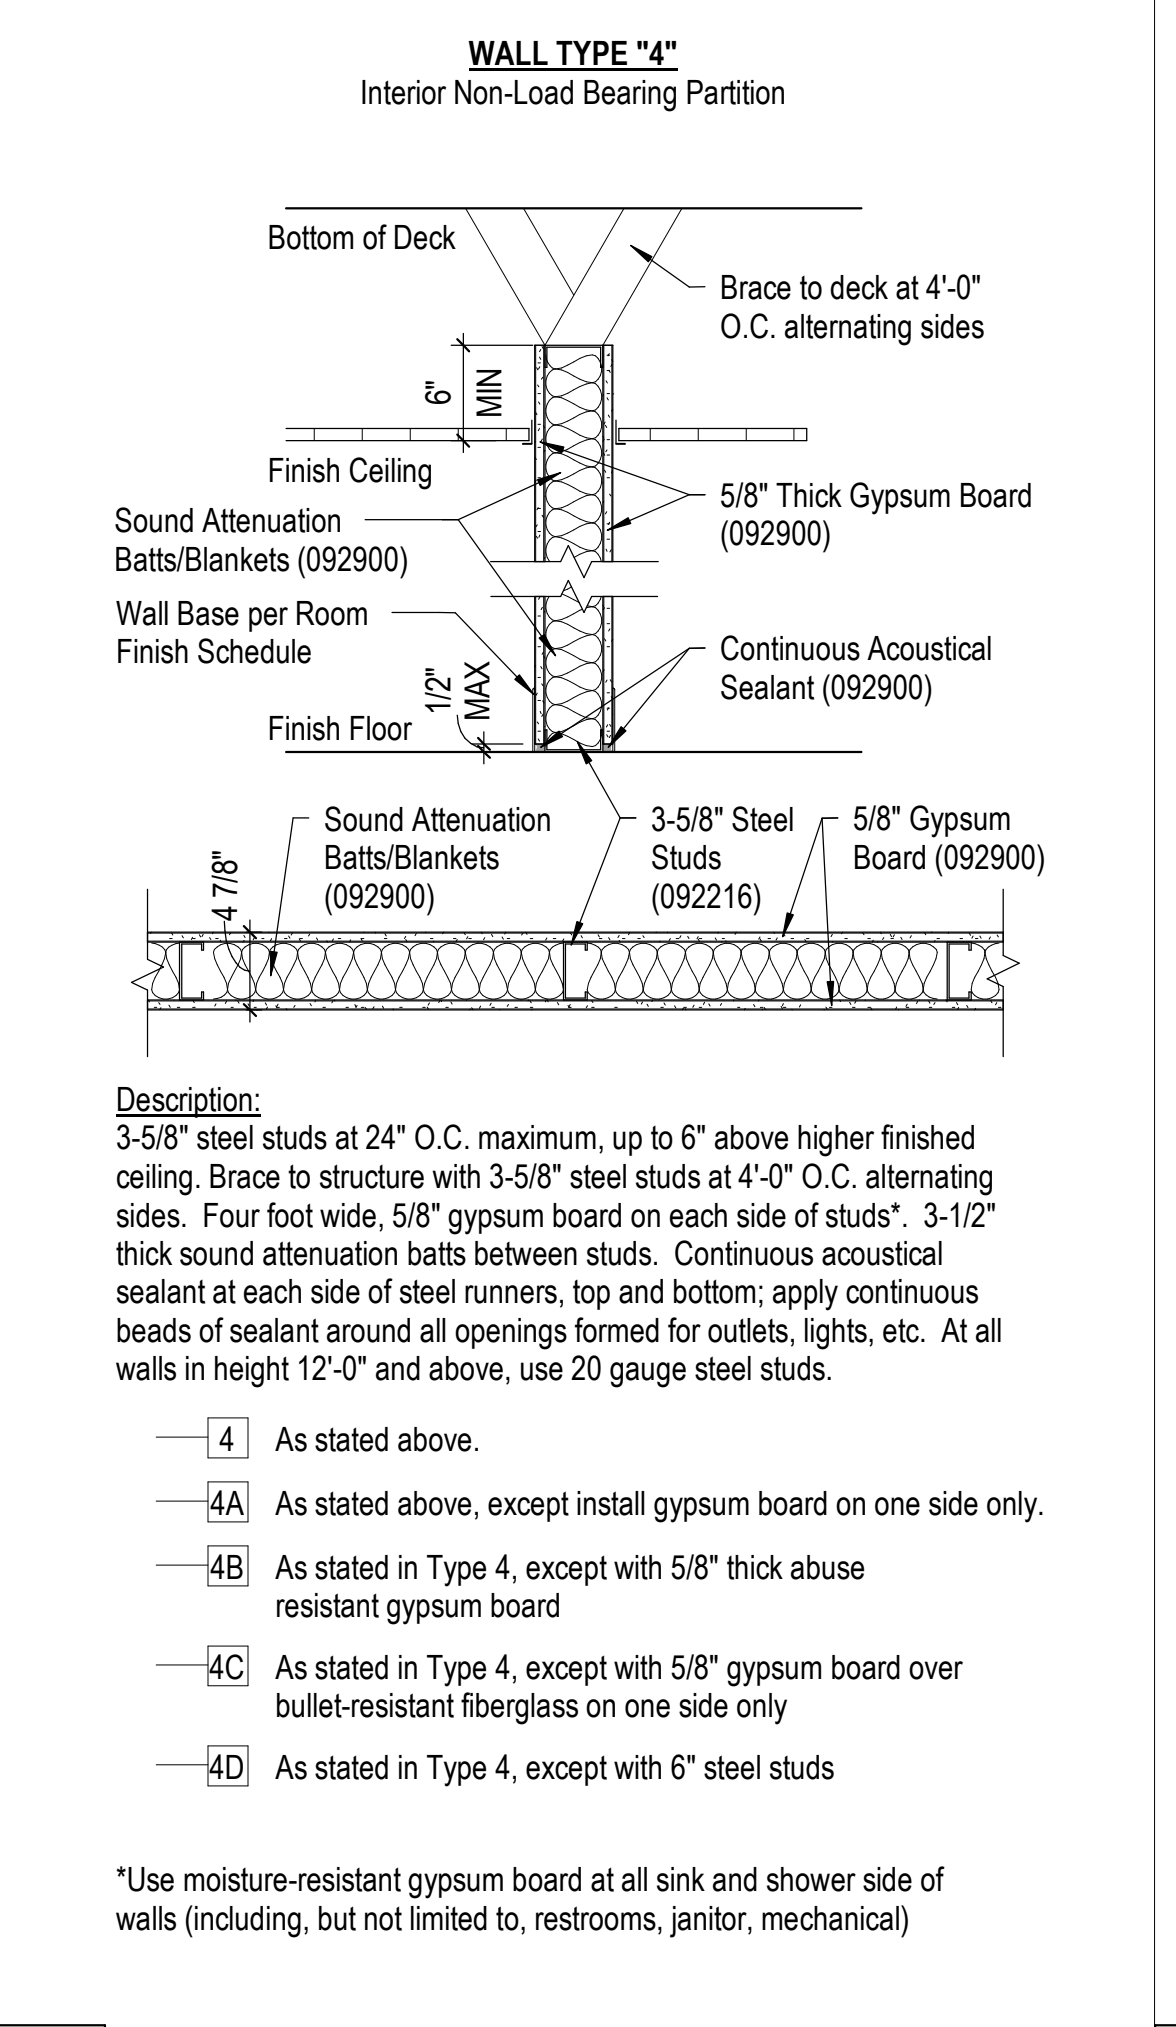 WALL TYPE "4"
Interior Non-Load Bearing Partition
Bottom of Deck
Brace to deck at 4'-0"
O.C. alternating sides
6"
MIN
Finish Ceiling
5/8" Thick Gypsum Board
(092900)
Sound Attenuation
Batts/Blankets (092900)
Wall Base per Room
Finish Schedule
Continuous Acoustical
Sealant (092900)
1/2"
MAX
Finish Floor
Sound Attenuation
Batts/Blankets
(092900)
3-5/8" Steel
Studs
(092216)
5/8" Gypsum
Board (092900)
4 7/8"
Description:
3-5/8" steel studs at 24" O.C. maximum, up to 6" above higher finished
ceiling. Brace to structure with 3-5/8" steel studs at 4'-0" O.C. alternating
sides.  Four foot wide, 5/8" gypsum board on each side of studs*.  3-1/2"
thick sound attenuation batts between studs.  Continuous acoustical
sealant at each side of steel runners, top and bottom; apply continuous
beads of sealant around all openings formed for outlets, lights, etc.  At all
walls in height 12'-0" and above, use 20 gauge steel studs.
4 As stated above.
4A As stated above, except install gypsum board on one side only.
4B As stated in Type 4, except with 5/8" thick abuse
resistant gypsum board
4C As stated in Type 4, except with 5/8" gypsum board over
bullet-resistant fiberglass on one side only
4D As stated in Type 4, except with 6" steel studs
*Use moisture-resistant gypsum board at all sink and shower side of
walls (including, but not limited to, restrooms, janitor, mechanical)